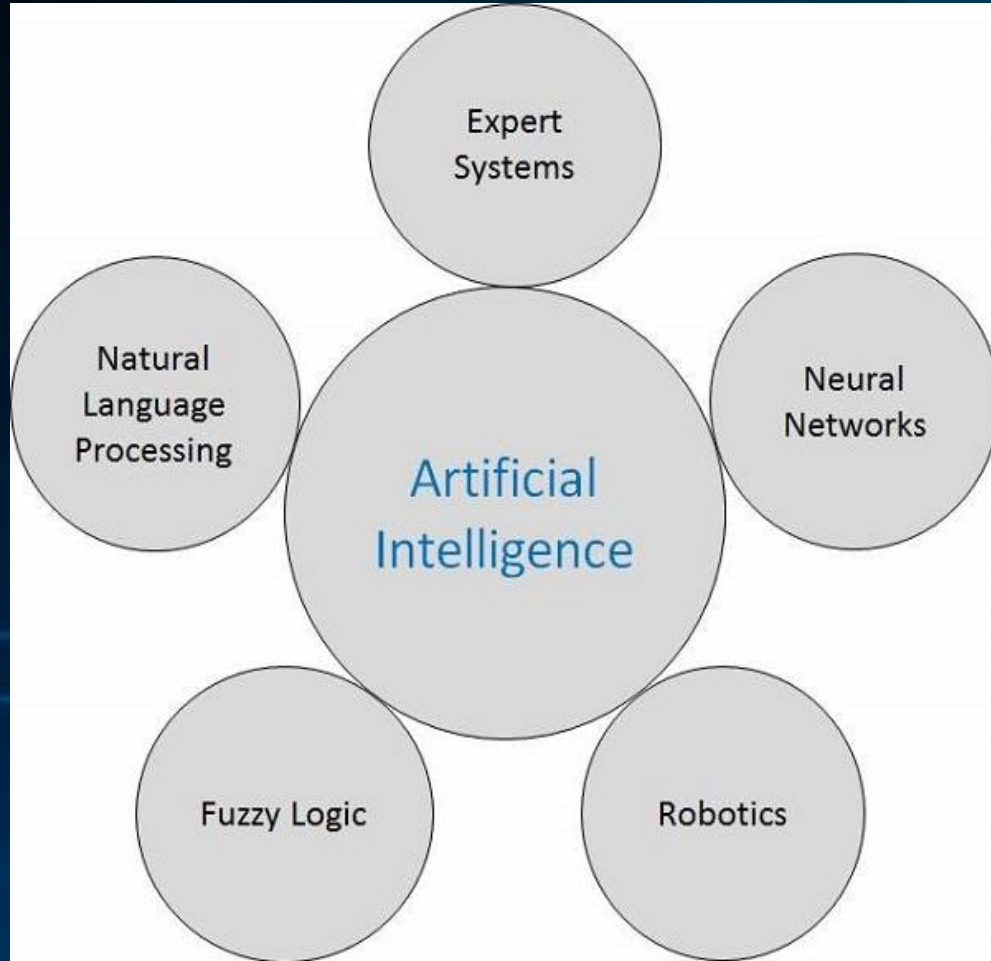 Expert
Systems
Natural
Language
Processing
Neural
Networks
Artificial
Intelligence
Fuzzy Logic
Robotics